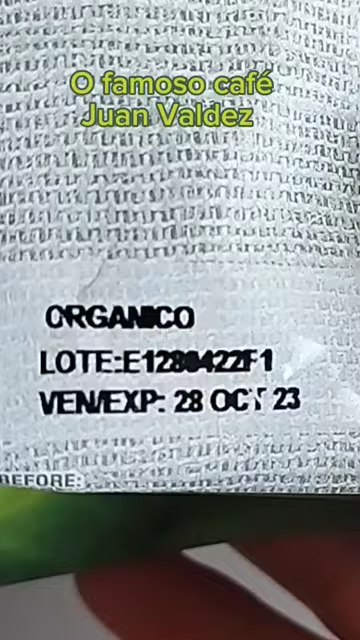 O famoso café
Juan Valdez
ORGANICO
LOTE:E1280422F1
VEN/EXP: 28 OCT 23
BEFORE: